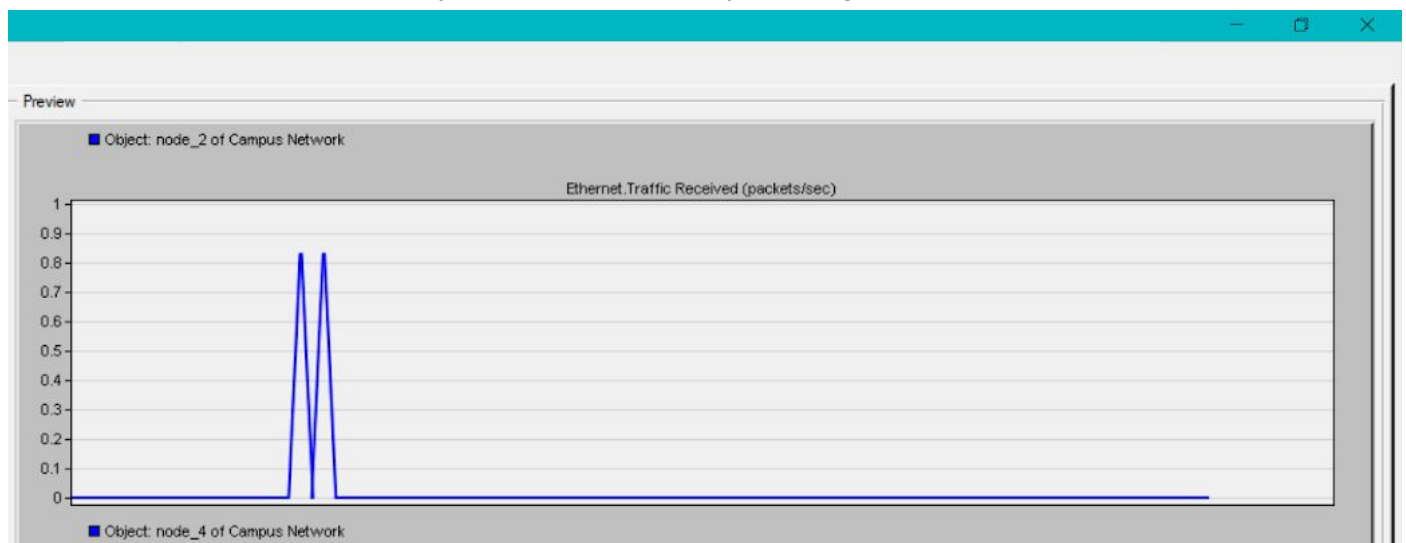 Preview
Object: node_2 of Campus Network
Ethernet.Traffic Received (packets/sec)
1
0.9
0.8
0.7
0.6
0.5
0.4
0.3
0.2
0.1
0
Object: node_4 of Campus Network